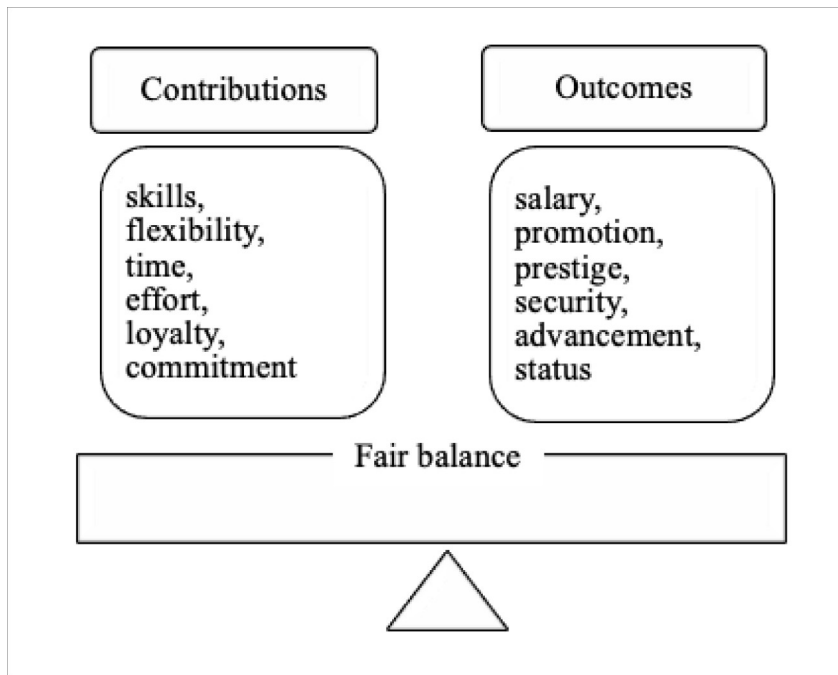 Contributions
Outcomes
skills,
flexibility,
time,
effort,
loyalty,
commitment
salary,
promotion,
prestige,
security,
advancement,
status
Fair balance